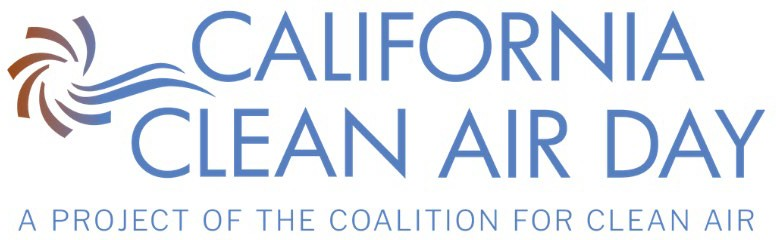 CALIFORNIA
CLEAN AIR DAY
A PROJECT OF THE COALITION FOR CLEAN AIR